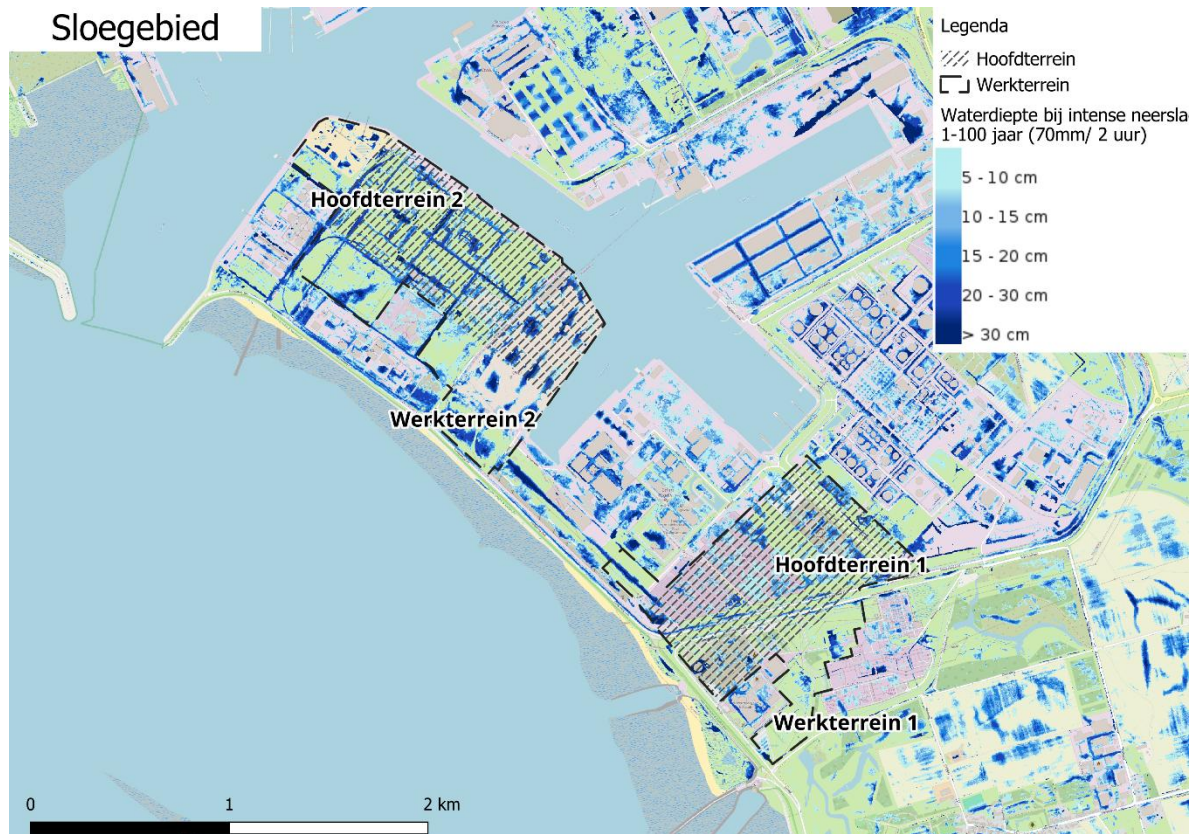 Sloegebied
Legenda
Hoofdterrein
Werkterrein
Waterdiepte bij intense neersla
1-100 jaar (70mm/ 2 uur)
5 - 10 cm
10 - 15 cm
15 - 20 cm
20 - 30 cm
> 30 cm
Hoofdterrein 2
Werkterrein 2
Hoofdterrein 1
Werkterrein 1
0
1
2 km